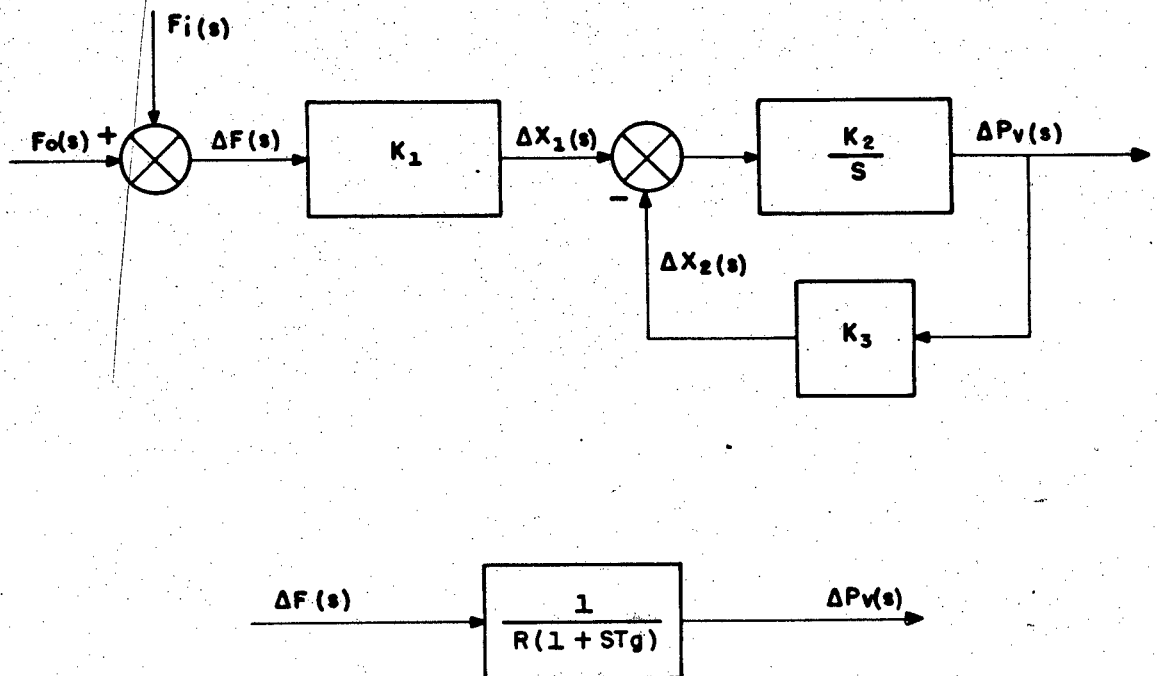 Fi(s)
Fo(s) +
ΔF(s)
K1
ΔX1(s)
K2
S
ΔPv(s)
-
ΔX2(s)
K3
ΔF(s)
1
R(1 + STg)
ΔPv(s)